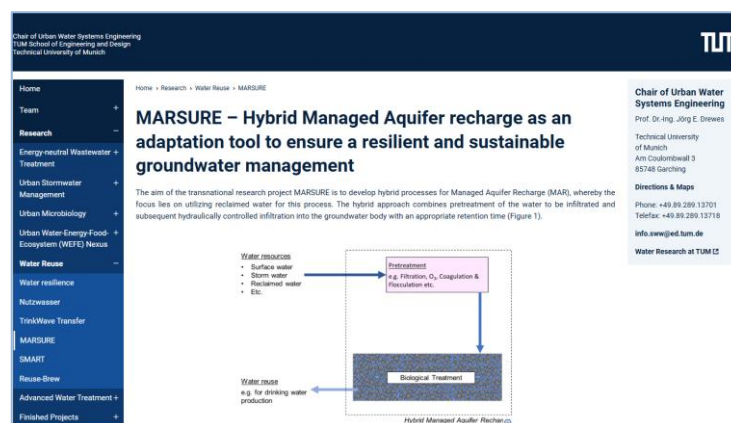 Chair of Urban Water Systems Engineering
TUM School of Engineering and Design
Technical University of Munich
TUM
Home
Team +
Research −
Energy-neutral Wastewater +
Treatment
Urban Stormwater +
Management
Urban Microbiology +
Urban Water-Energy-Food- +
Ecosystem (WEFE) Nexus
Water Reuse −
Water resilience
Nutzwasser
TrinkWave Transfer
MARSURE
SMART
Reuse-Brew
Advanced Water Treatment +
Finished Projects +
Home › Research › Water Reuse › MARSURE
MARSURE – Hybrid Managed Aquifer recharge as an
adaptation tool to ensure a resilient and sustainable
groundwater management
The aim of the transnational research project MARSURE is to develop hybrid processes for Managed Aquifer Recharge (MAR), whereby the
focus lies on utilizing reclaimed water for this process. The hybrid approach combines pretreatment of the water to be infiltrated and
subsequent hydraulically controlled infiltration into the groundwater body with an appropriate retention time (Figure 1).
Water resources
• Surface water
• Storm water
• Reclaimed water
• Etc.
Pretreatment
e.g. Filtration, O₃, Coagulation &
Flocculation etc.
Biological Treatment
Water reuse
e.g. for drinking water
production
Hybrid Managed Aquifer Rechar
Chair of Urban Water
Systems Engineering
Prof. Dr.-Ing. Jörg E. Drewes
Technical University
of Munich
Am Coulombwall 3
85748 Garching
Directions & Maps
Phone: +49.89.289.13701
Telefax: +49.89.289.13718
info.sww@ed.tum.de
Water Research at TUM